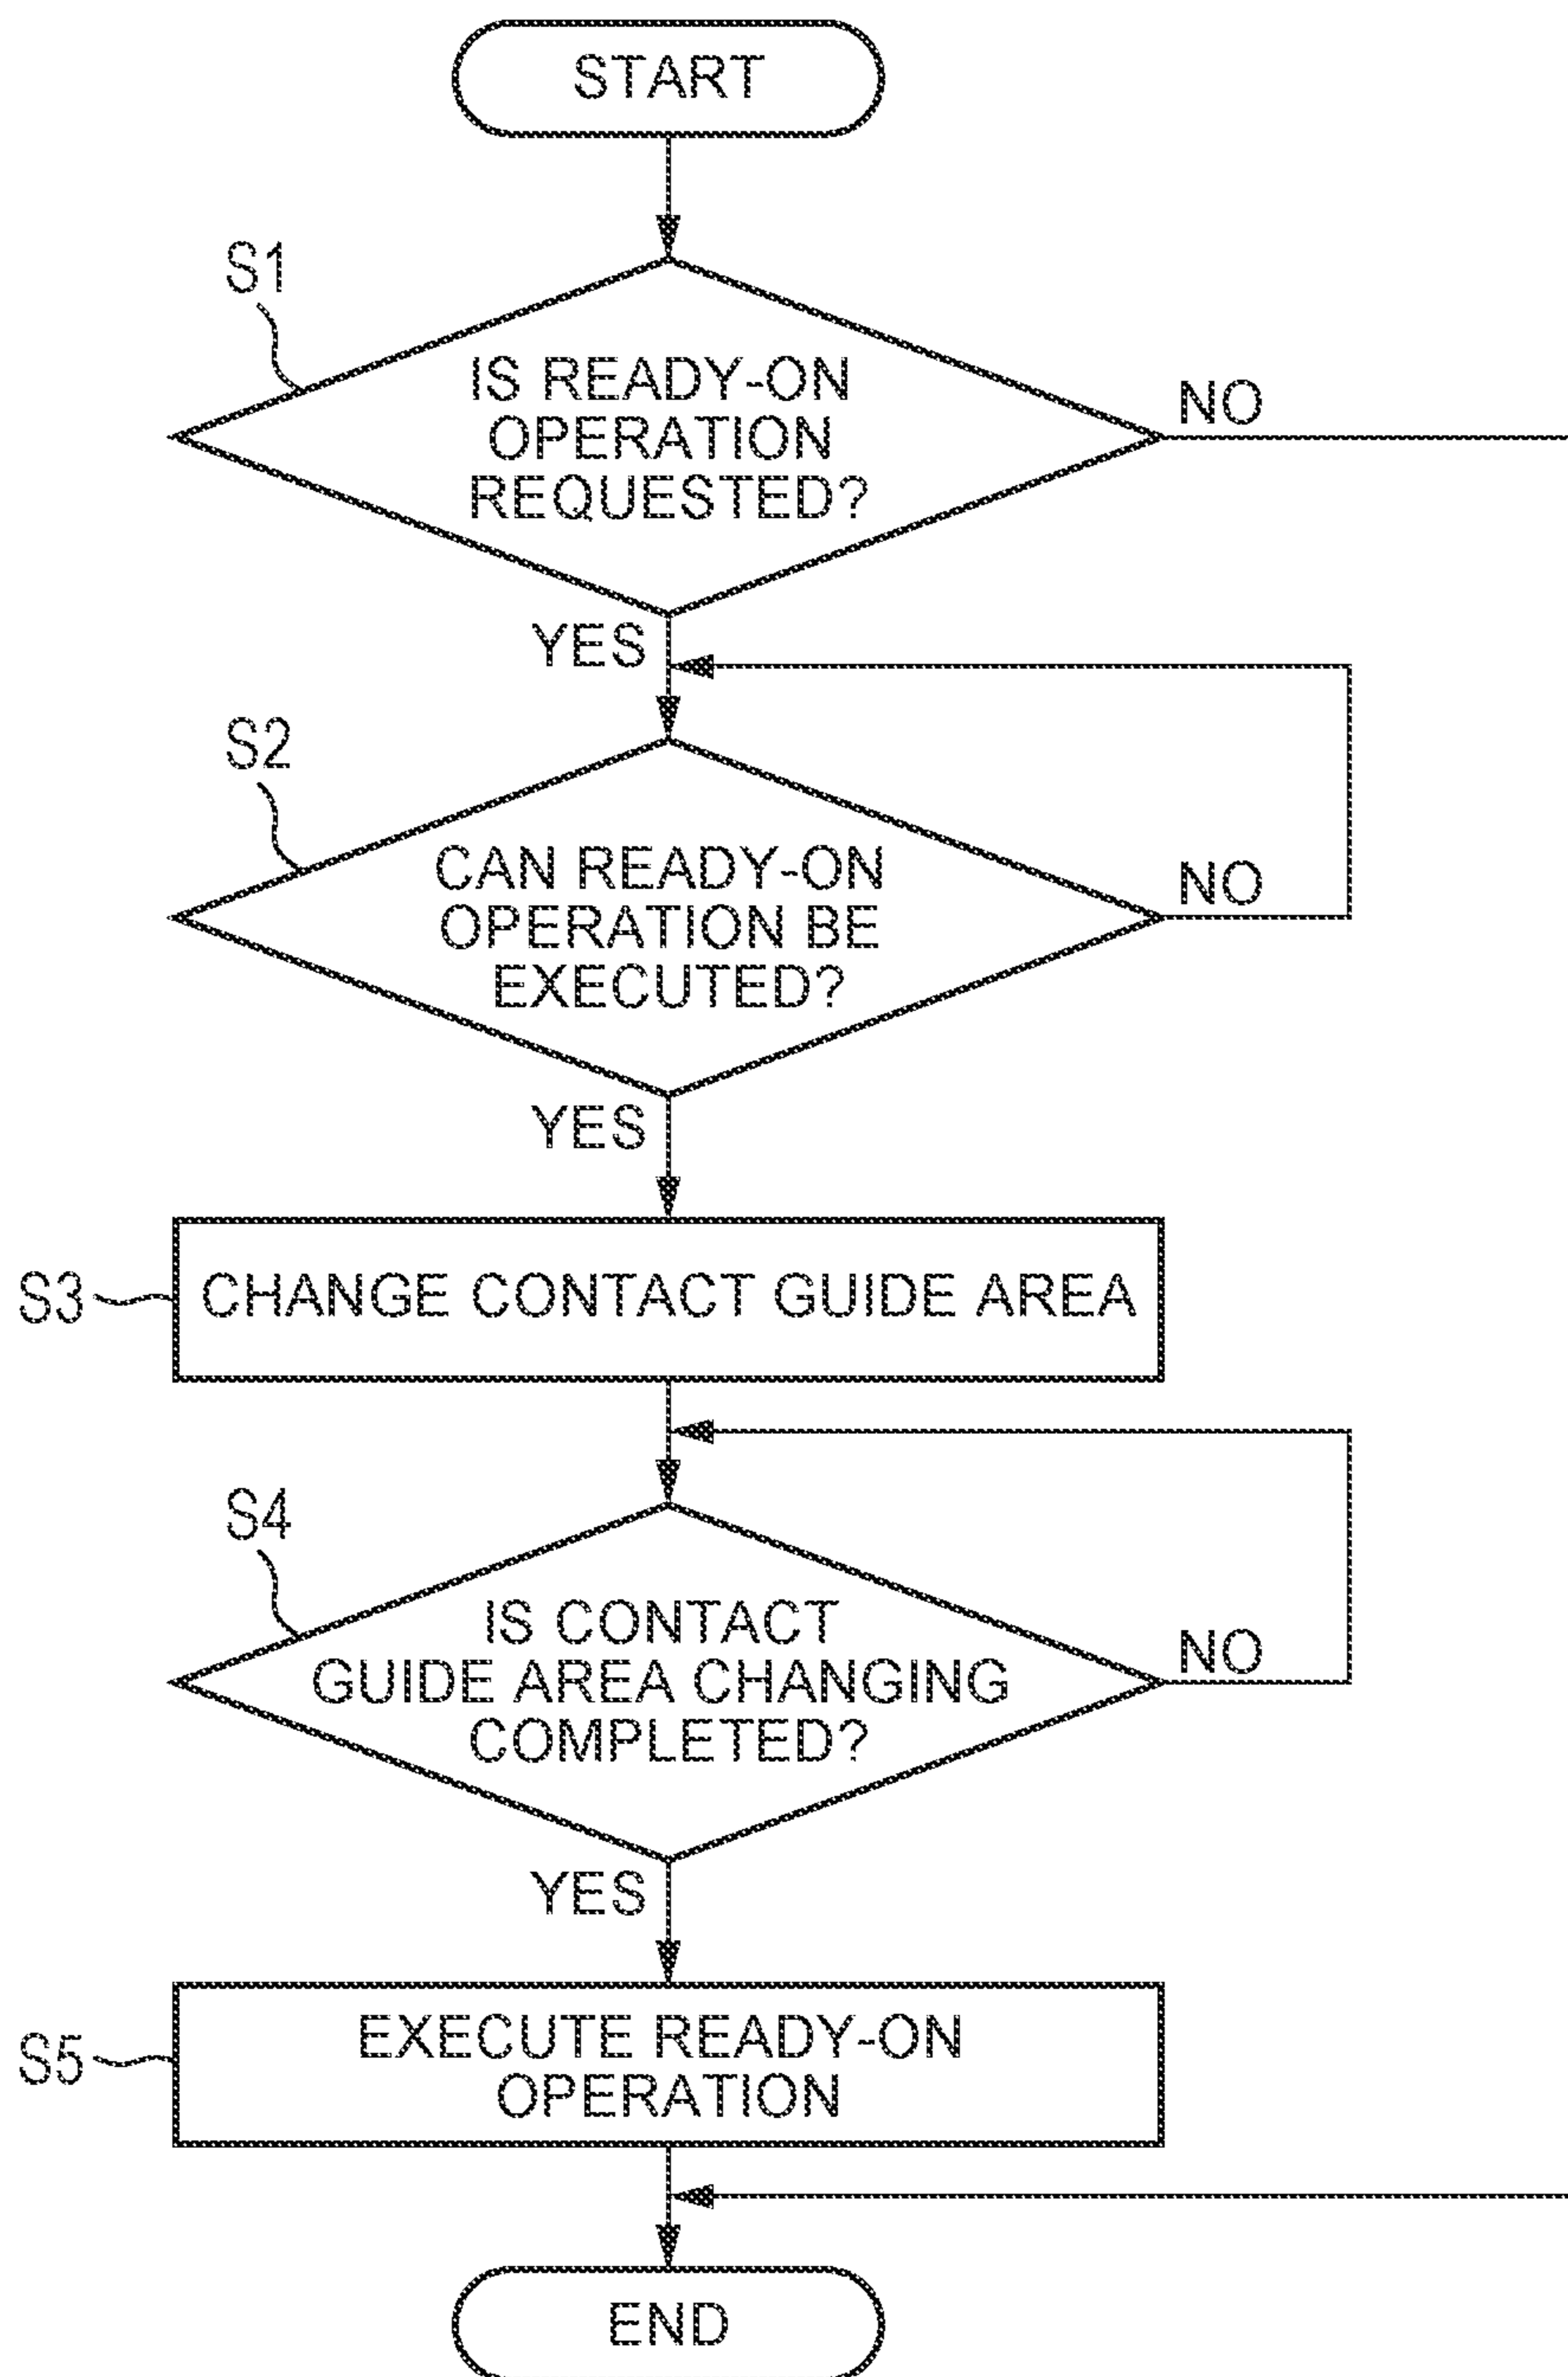 START
S1
IS READY-ON
OPERATION
REQUESTED?
NO
YES
S2
CAN READY-ON
OPERATION BE
EXECUTED?
NO
YES
S3
CHANGE CONTACT GUIDE AREA
S4
IS CONTACT
GUIDE AREA CHANGING
COMPLETED?
NO
YES
S5
EXECUTE READY-ON
OPERATION
END